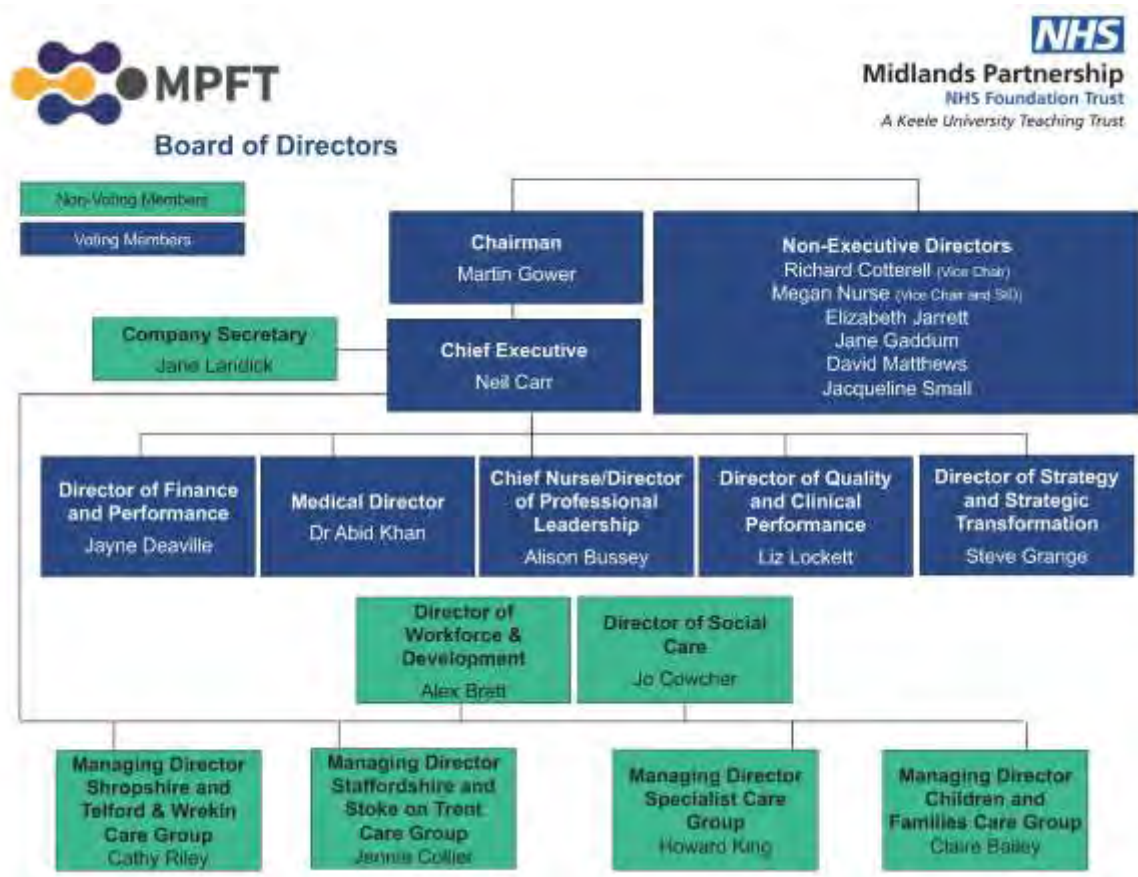 MPFT
NHS
Midlands Partnership
NHS Foundation Trust
A Keele University Teaching Trust
Board of Directors
Non-Voting Members
Voting Members
Chairman
Martin Gower
Non-Executive Directors
Richard Cotterell (Vice Chair)
Megan Nurse (Vice Chair and SID)
Elizabeth Jarrett
Jane Gaddum
David Matthews
Jacqueline Small
Company Secretary
Jane Landick
Chief Executive
Neil Carr
Director of Finance
and Performance
Jayne Deaville
Medical Director
Dr Abid Khan
Chief Nurse/Director
of Professional
Leadership
Alison Bussey
Director of Quality
and Clinical
Performance
Liz Lockett
Director of Strategy
and Strategic
Transformation
Steve Grange
Director of
Workforce &
Development
Alex Brett
Director of Social
Care
Jo Cowcher
Managing Director
Shropshire and
Telford & Wrekin
Care Group
Cathy Riley
Managing Director
Staffordshire and
Stoke on Trent
Care Group
Jennie Collier
Managing Director
Specialist Care
Group
Howard King
Managing Director
Children and
Families Care Group
Claire Bailey